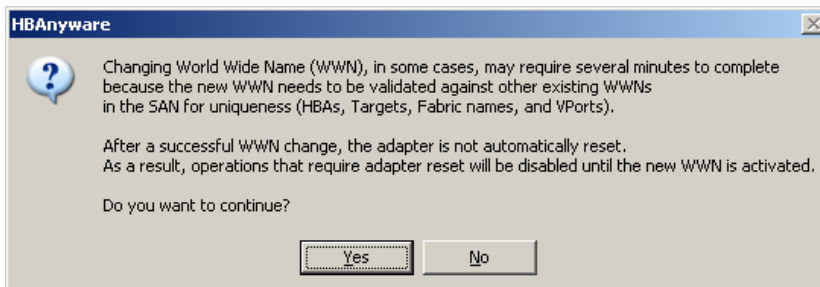 HBAnyware
Changing World Wide Name (WWN), in some cases, may require several minutes to complete
because the new WWN needs to be validated against other existing WWNs
in the SAN for uniqueness (HBAs, Targets, Fabric names, and VPorts).
After a successful WWN change, the adapter is not automatically reset.
As a result, operations that require adapter reset will be disabled until the new WWN is activated.
Do you want to continue?
Yes No